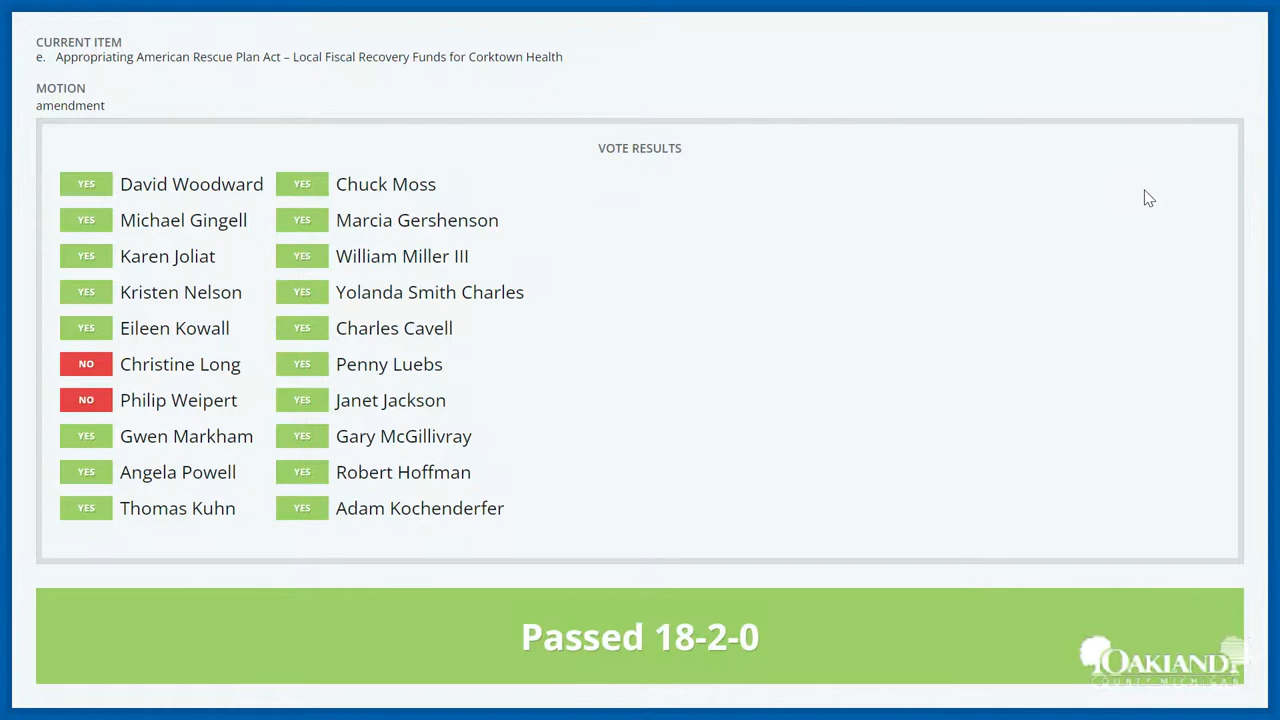 CURRENT ITEM
e. Appropriating American Rescue Plan Act – Local Fiscal Recovery Funds for Corktown Health
MOTION
amendment
VOTE RESULTS
YES David Woodward YES Chuck Moss
YES Michael Gingell YES Marcia Gershenson
YES Karen Joliat YES William Miller III
YES Kristen Nelson YES Yolanda Smith Charles
YES Eileen Kowall YES Charles Cavell
NO Christine Long YES Penny Luebs
NO Philip Weipert YES Janet Jackson
YES Gwen Markham YES Gary McGillivray
YES Angela Powell YES Robert Hoffman
YES Thomas Kuhn YES Adam Kochenderfer
Passed 18-2-0
OAKLAND
COUNTY MICHIGAN